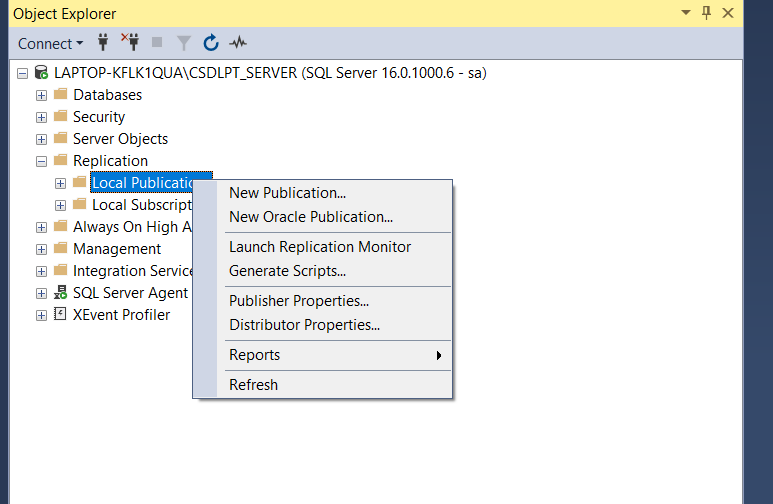 Object Explorer
Connect
LAPTOP-KFLK1QUA\CSDLPT_SERVER (SQL Server 16.0.1000.6 - sa)
Databases
Security
Server Objects
Replication
Local Publicatio
Local Subscript
Always On High A
Management
Integration Service
SQL Server Agent
XEvent Profiler
New Publication...
New Oracle Publication...
Launch Replication Monitor
Generate Scripts...
Publisher Properties...
Distributor Properties...
Reports
Refresh